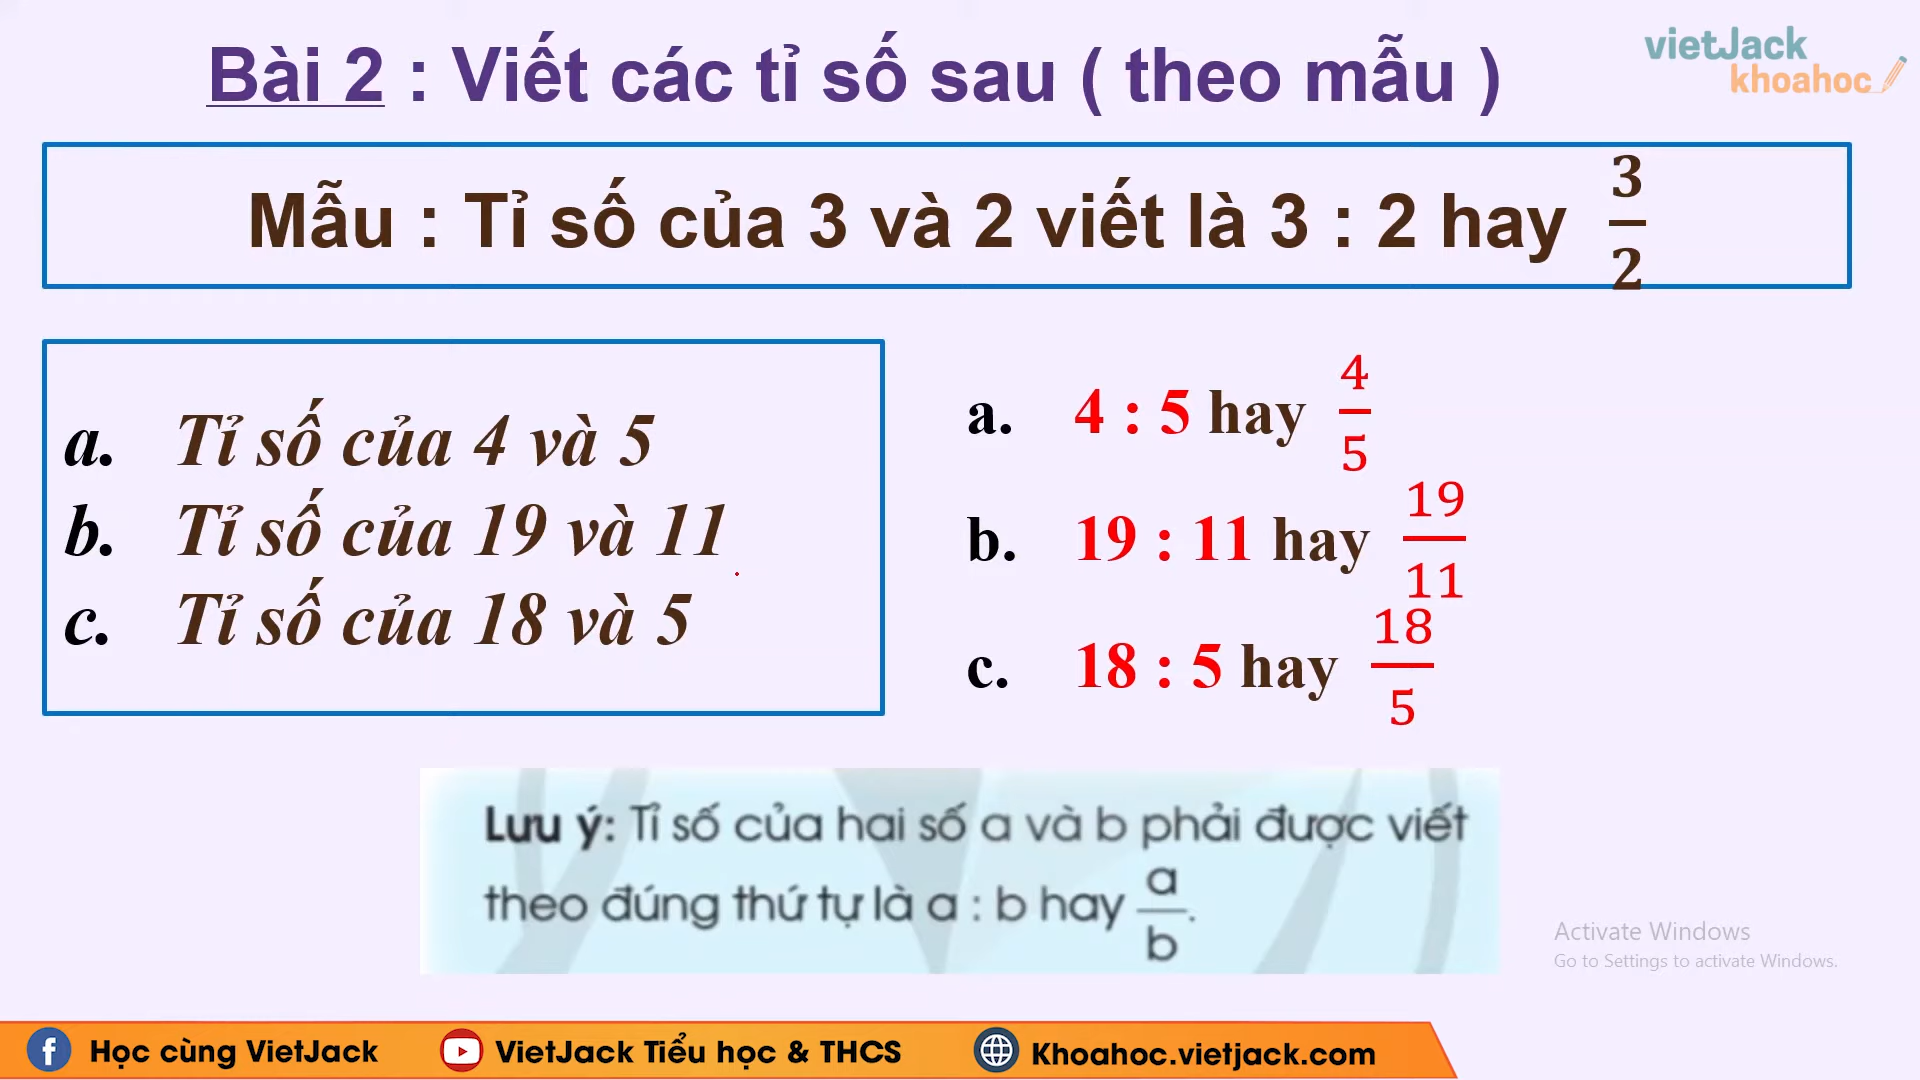 Bài 2 : Viết các tỉ số sau ( theo mẫu )
vietJack
khoahoc
Mẫu : Tỉ số của 3 và 2 viết là 3 : 2 hay 3/2
a. Tỉ số của 4 và 5
b. Tỉ số của 19 và 11
c. Tỉ số của 18 và 5
a. 4 : 5 hay 4/5
b. 19 : 11 hay 19/11
c. 18 : 5 hay 18/5
Lưu ý: Tỉ số của hai số a và b phải được viết
theo đúng thứ tự là a : b hay a/b.
Activate Windows
Go to Settings to activate Windows.
Học cùng VietJack
VietJack Tiểu học & THCS
Khoahoc.vietjack.com